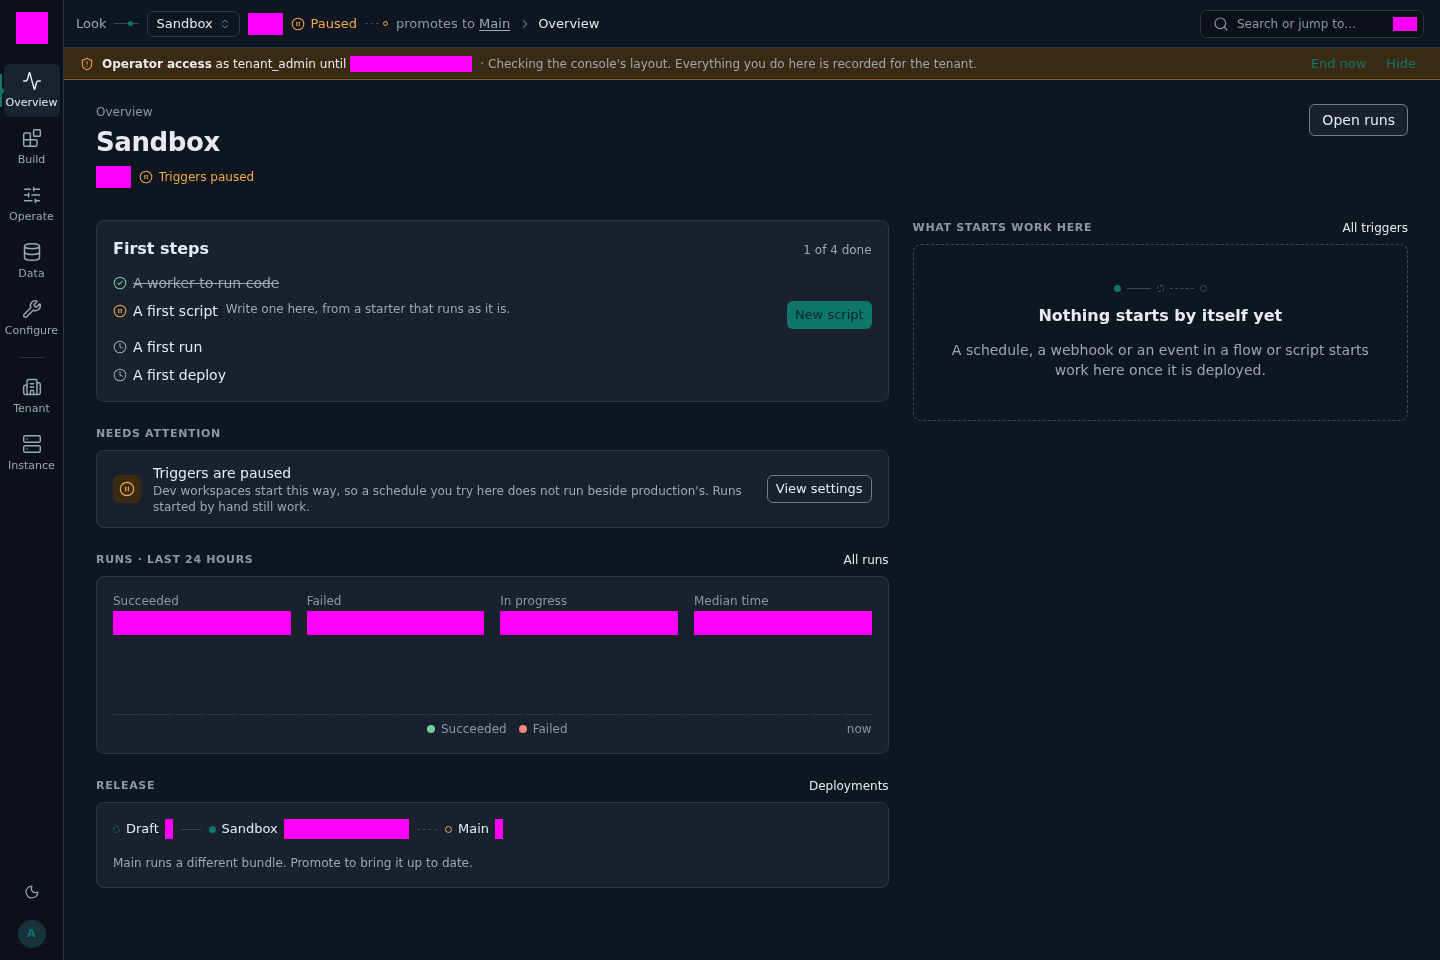 Look
Sandbox
Paused
promotes to Main
Overview
Search or jump to...
Operator access as tenant_admin until
· Checking the console's layout. Everything you do here is recorded for the tenant.
End now
Hide
Overview
Build
Operate
Data
Configure
Tenant
Instance
A
Overview
Sandbox
Triggers paused
Open runs
First steps
1 of 4 done
A worker to run code
A first script Write one here, from a starter that runs as it is.
New script
A first run
A first deploy
NEEDS ATTENTION
Triggers are paused
Dev workspaces start this way, so a schedule you try here does not run beside production's. Runs
started by hand still work.
View settings
RUNS · LAST 24 HOURS
All runs
Succeeded
Failed
In progress
Median time
Succeeded
Failed
now
RELEASE
Deployments
Draft
Sandbox
Main
Main runs a different bundle. Promote to bring it up to date.
WHAT STARTS WORK HERE
All triggers
Nothing starts by itself yet
A schedule, a webhook or an event in a flow or script starts
work here once it is deployed.